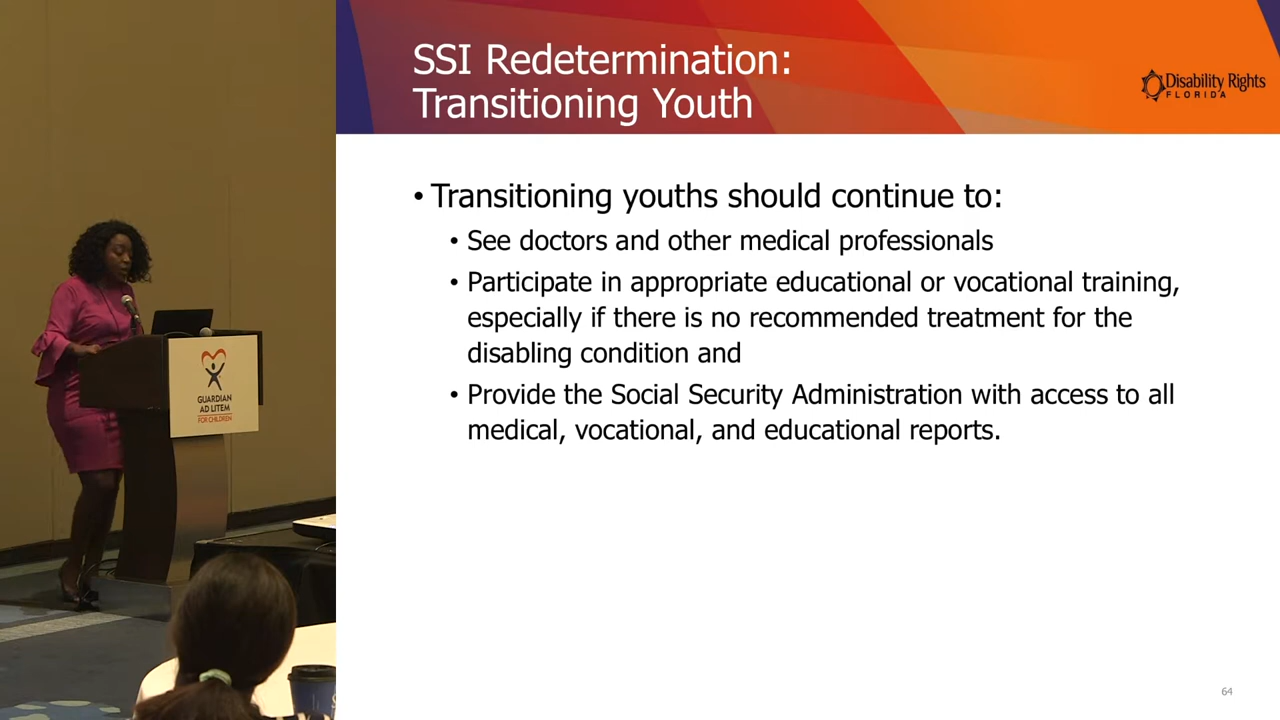 SSI Redetermination:
Transitioning Youth
Disability Rights
FLORIDA
• Transitioning youths should continue to:
• See doctors and other medical professionals
• Participate in appropriate educational or vocational training,
especially if there is no recommended treatment for the
disabling condition and
• Provide the Social Security Administration with access to all
medical, vocational, and educational reports.
GUARDIAN
AD LITEM
FOR CHILDREN
64